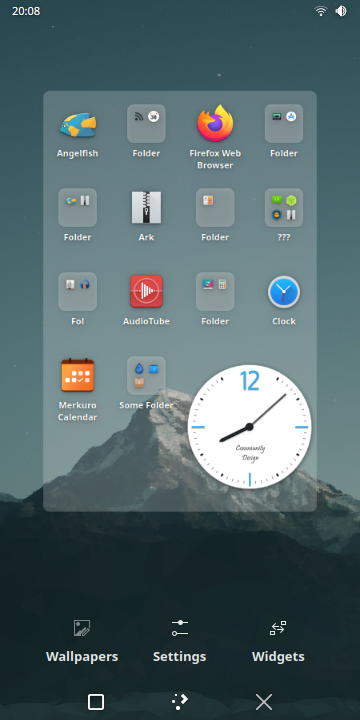 20:08
Angelfish
Folder
Firefox Web
Browser
Folder
Folder
Ark
Folder
???
Fol
AudioTube
Folder
Clock
Merkuro
Calendar
Some Folder
12
Community
Design
Wallpapers
Settings
Widgets